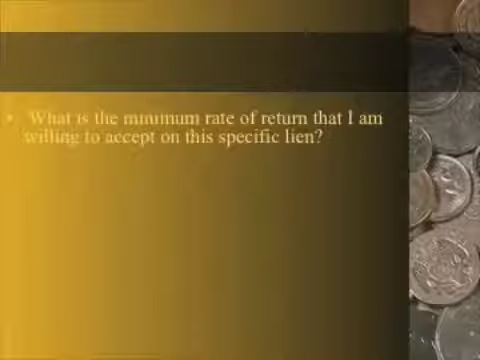 • What is the minimum rate of return that I am
willing to accept on this specific lien?